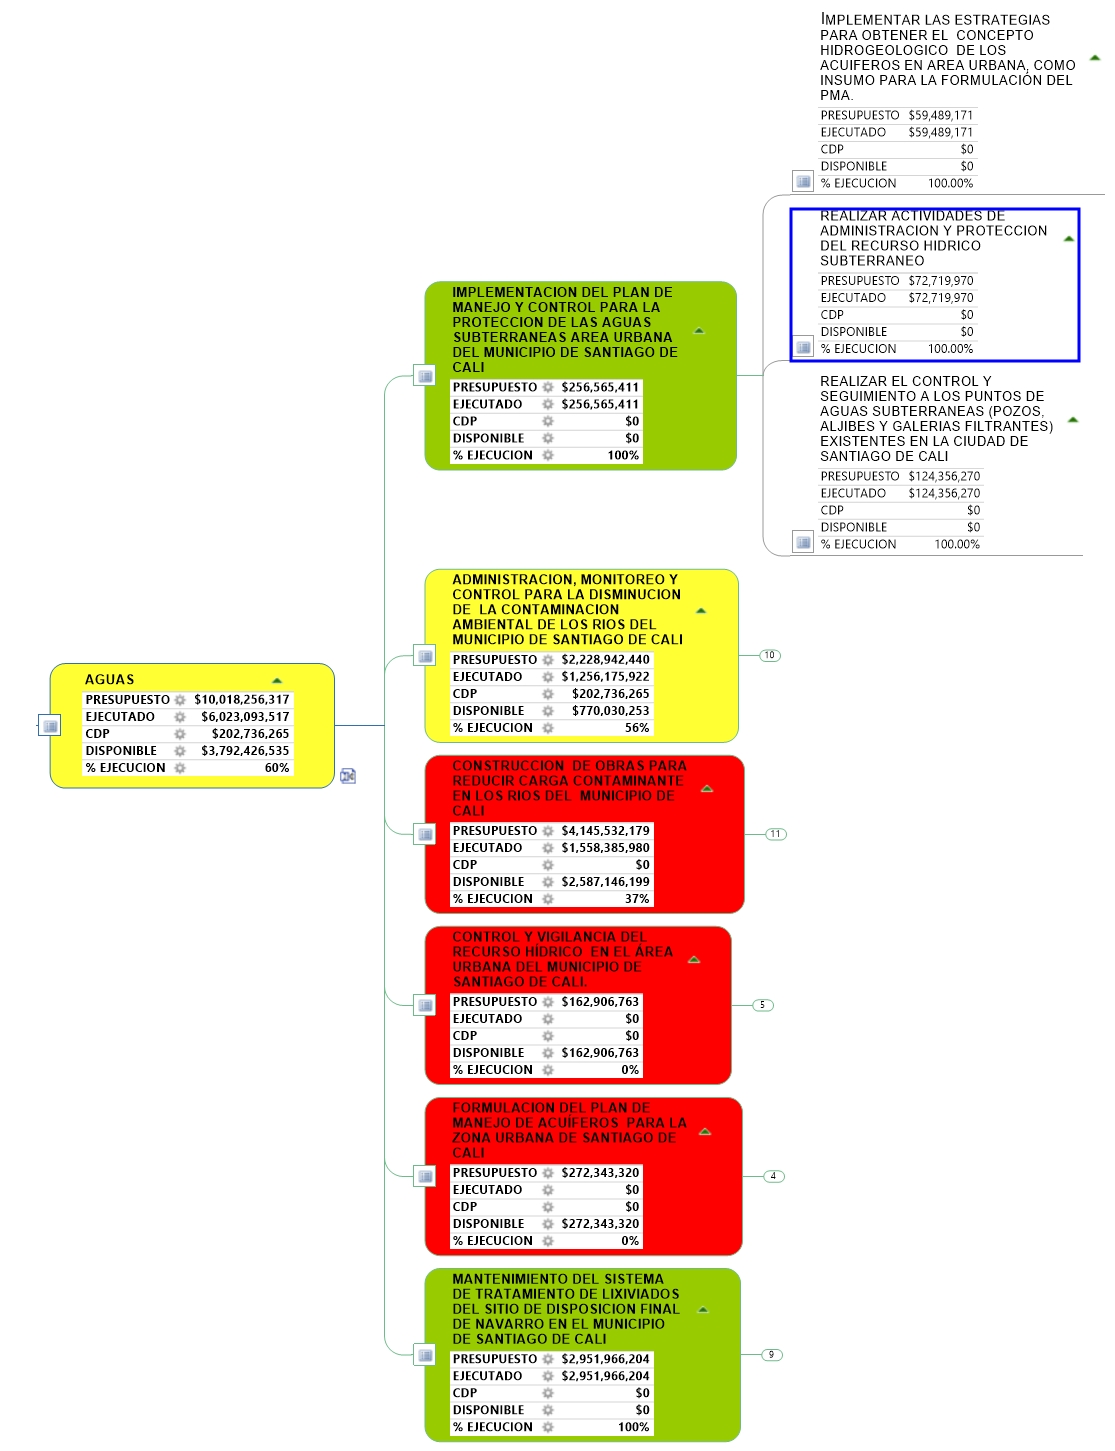 AGUAS
PRESUPUESTO $10,018,256,317
EJECUTADO $6,023,093,517
CDP $202,736,265
DISPONIBLE $3,792,426,535
% EJECUCION 60%
IMPLEMENTACION DEL PLAN DE
MANEJO Y CONTROL PARA LA
PROTECCION DE LAS AGUAS
SUBTERRANEAS AREA URBANA
DEL MUNICIPIO DE SANTIAGO DE
CALI
PRESUPUESTO $256,565,411
EJECUTADO $256,565,411
CDP $0
DISPONIBLE $0
% EJECUCION 100%
IMPLEMENTAR LAS ESTRATEGIAS
PARA OBTENER EL CONCEPTO
HIDROGEOLOGICO DE LOS
ACUIFEROS EN AREA URBANA, COMO
INSUMO PARA LA FORMULACIÓN DEL
PMA.
PRESUPUESTO $59,489,171
EJECUTADO $59,489,171
CDP $0
DISPONIBLE $0
% EJECUCION 100.00%
REALIZAR ACTIVIDADES DE
ADMINISTRACION Y PROTECCION
DEL RECURSO HIDRICO
SUBTERRANEO
PRESUPUESTO $72,719,970
EJECUTADO $72,719,970
CDP $0
DISPONIBLE $0
% EJECUCION 100.00%
REALIZAR EL CONTROL Y
SEGUIMIENTO A LOS PUNTOS DE
AGUAS SUBTERRANEAS (POZOS,
ALJIBES Y GALERIAS FILTRANTES)
EXISTENTES EN LA CIUDAD DE
SANTIAGO DE CALI
PRESUPUESTO $124,356,270
EJECUTADO $124,356,270
CDP $0
DISPONIBLE $0
% EJECUCION 100.00%
ADMINISTRACION, MONITOREO Y
CONTROL PARA LA DISMINUCION
DE LA CONTAMINACION
AMBIENTAL DE LOS RIOS DEL
MUNICIPIO DE SANTIAGO DE CALI
PRESUPUESTO $2,228,942,440
EJECUTADO $1,256,175,922
CDP $202,736,265
DISPONIBLE $770,030,253
% EJECUCION 56%
10
CONSTRUCCION DE OBRAS PARA
REDUCIR CARGA CONTAMINANTE
EN LOS RIOS DEL MUNICIPIO DE
CALI
PRESUPUESTO $4,145,532,179
EJECUTADO $1,558,385,980
CDP $0
DISPONIBLE $2,587,146,199
% EJECUCION 37%
11
CONTROL Y VIGILANCIA DEL
RECURSO HÍDRICO EN EL ÁREA
URBANA DEL MUNICIPIO DE
SANTIAGO DE CALI.
PRESUPUESTO $162,906,763
EJECUTADO $0
CDP $0
DISPONIBLE $162,906,763
% EJECUCION 0%
5
FORMULACION DEL PLAN DE
MANEJO DE ACUÍFEROS PARA LA
ZONA URBANA DE SANTIAGO DE
CALI
PRESUPUESTO $272,343,320
EJECUTADO $0
CDP $0
DISPONIBLE $272,343,320
% EJECUCION 0%
4
MANTENIMIENTO DEL SISTEMA
DE TRATAMIENTO DE LIXIVIADOS
DEL SITIO DE DISPOSICION FINAL
DE NAVARRO EN EL MUNICIPIO
DE SANTIAGO DE CALI
PRESUPUESTO $2,951,966,204
EJECUTADO $2,951,966,204
CDP $0
DISPONIBLE $0
% EJECUCION 100%
9